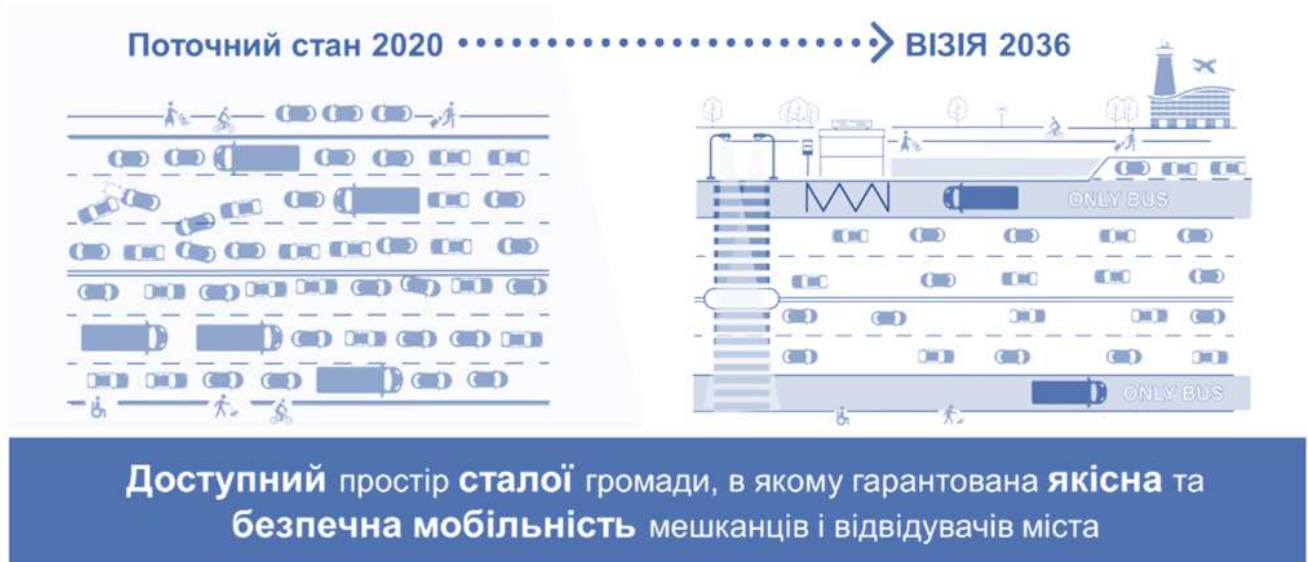 Поточний стан 2020
ВІЗІЯ 2036
ONLY BUS
ONLY BUS
Доступний простір сталої громади, в якому гарантована якісна та
безпечна мобільність мешканців і відвідувачів міста